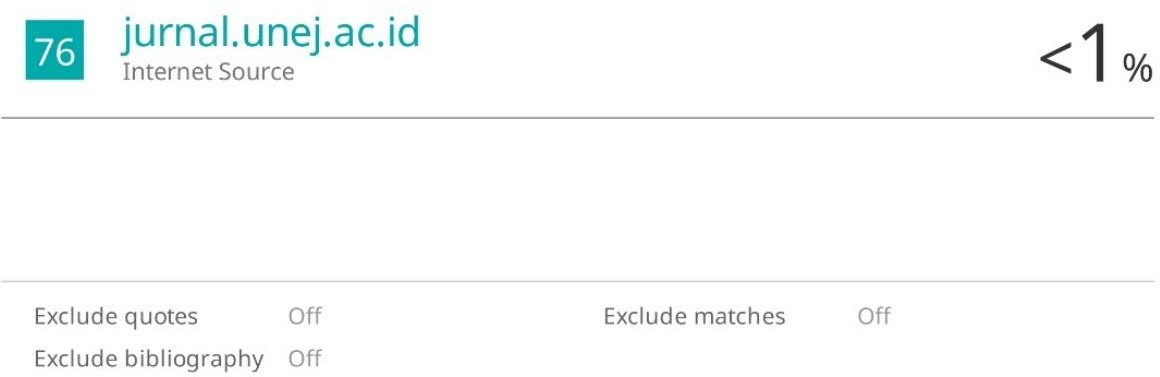 76
jurnal.unej.ac.id
Internet Source
<1%
Exclude quotes Off
Exclude matches Off
Exclude bibliography Off